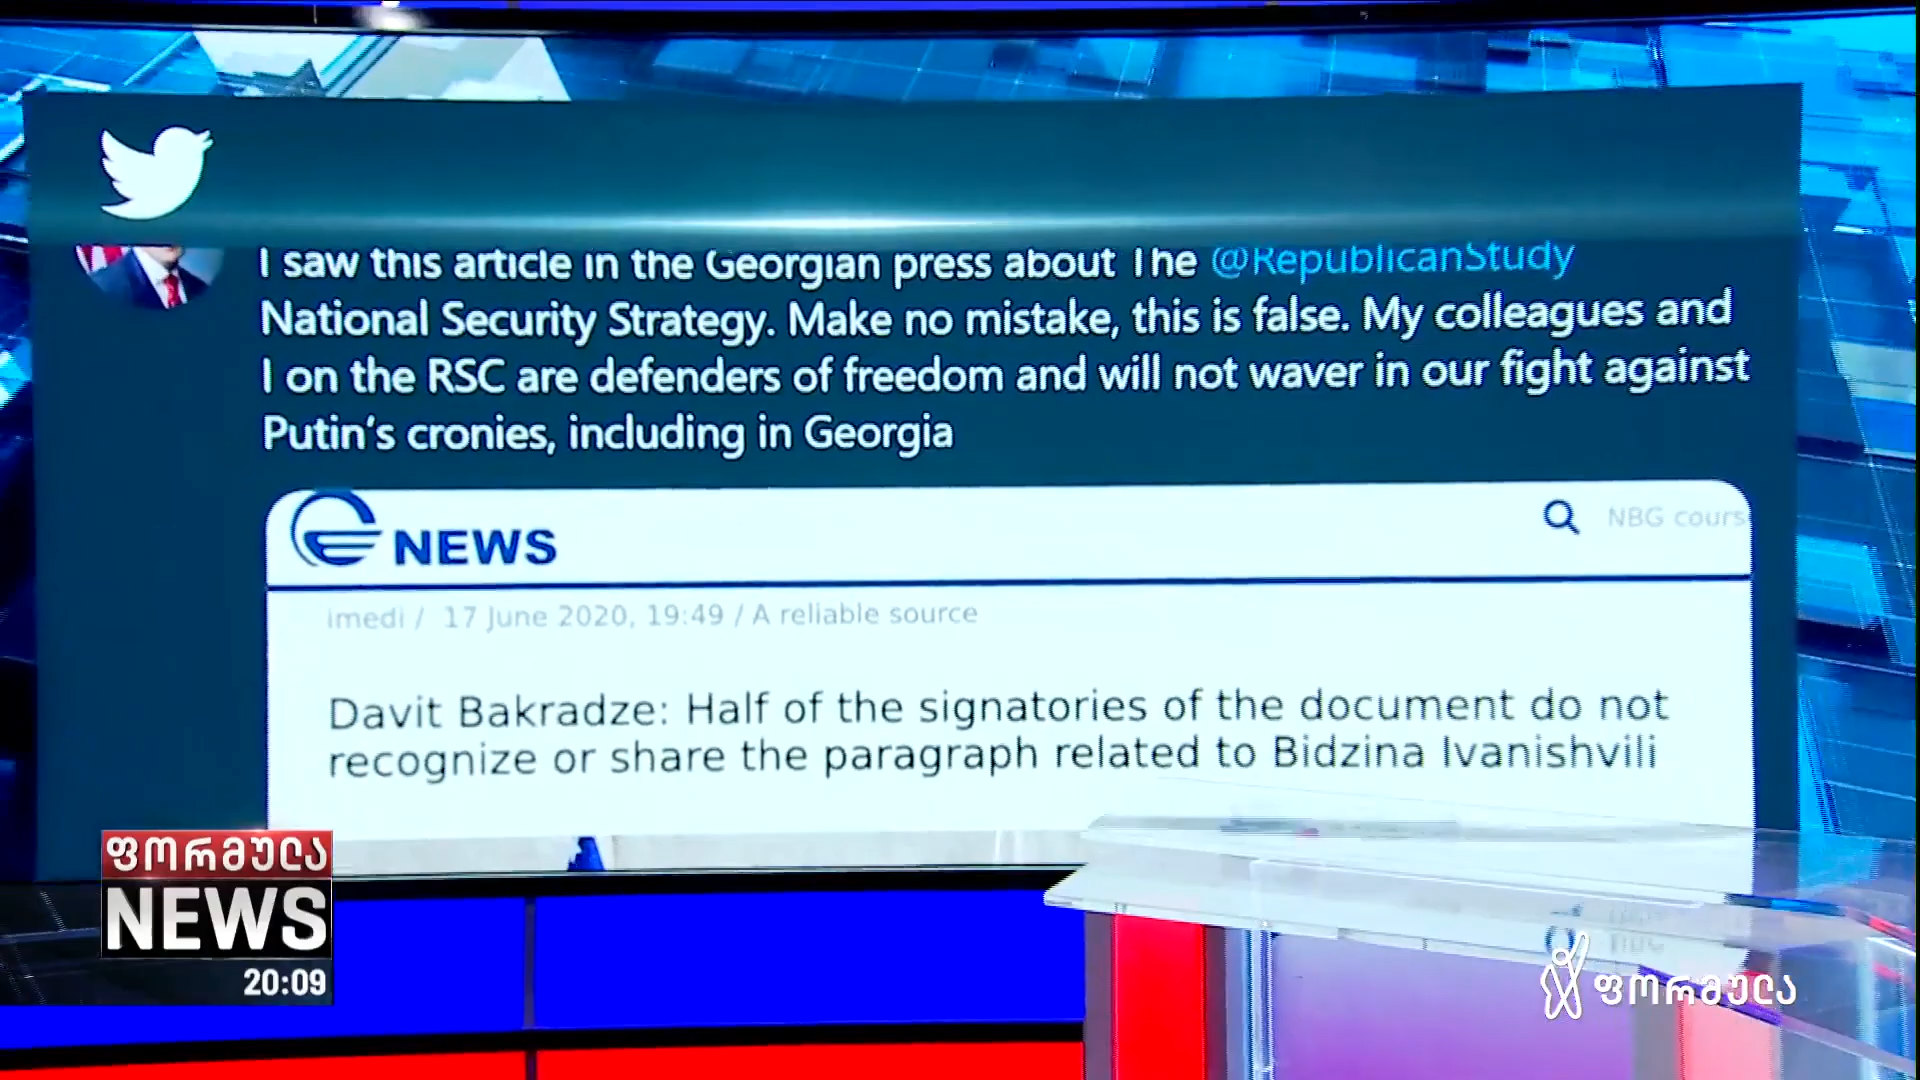 I saw this article in the Georgian press about The @RepublicanStudy
National Security Strategy. Make no mistake, this is false. My colleagues and
I on the RSC are defenders of freedom and will not waver in our fight against
Putin's cronies, including in Georgia
NEWS
NBG cours
imedi / 17 June 2020, 19:49 / A reliable source
Davit Bakradze: Half of the signatories of the document do not
recognize or share the paragraph related to Bidzina Ivanishvili
ფორმულა
NEWS
20:09
ფორმულა